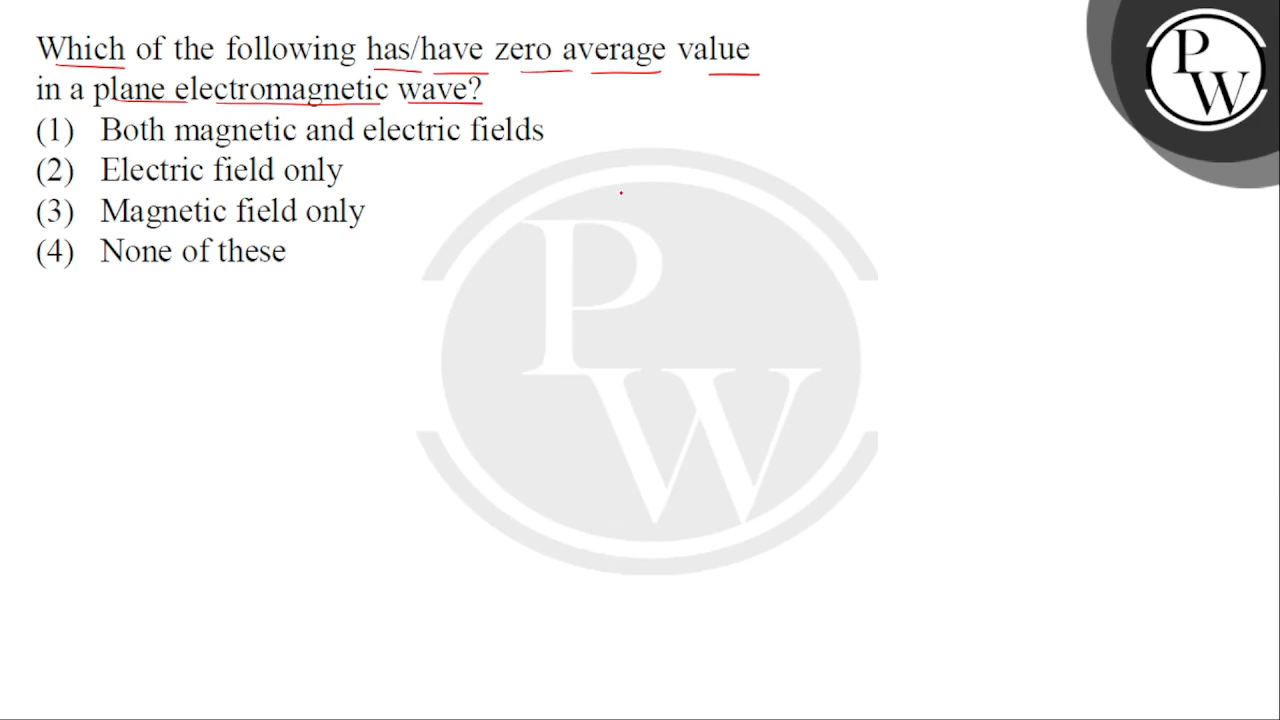 Which of the following has/have zero average value
in a plane electromagnetic wave?
(1) Both magnetic and electric fields
(2) Electric field only
(3) Magnetic field only
(4) None of these
P
W
P
W